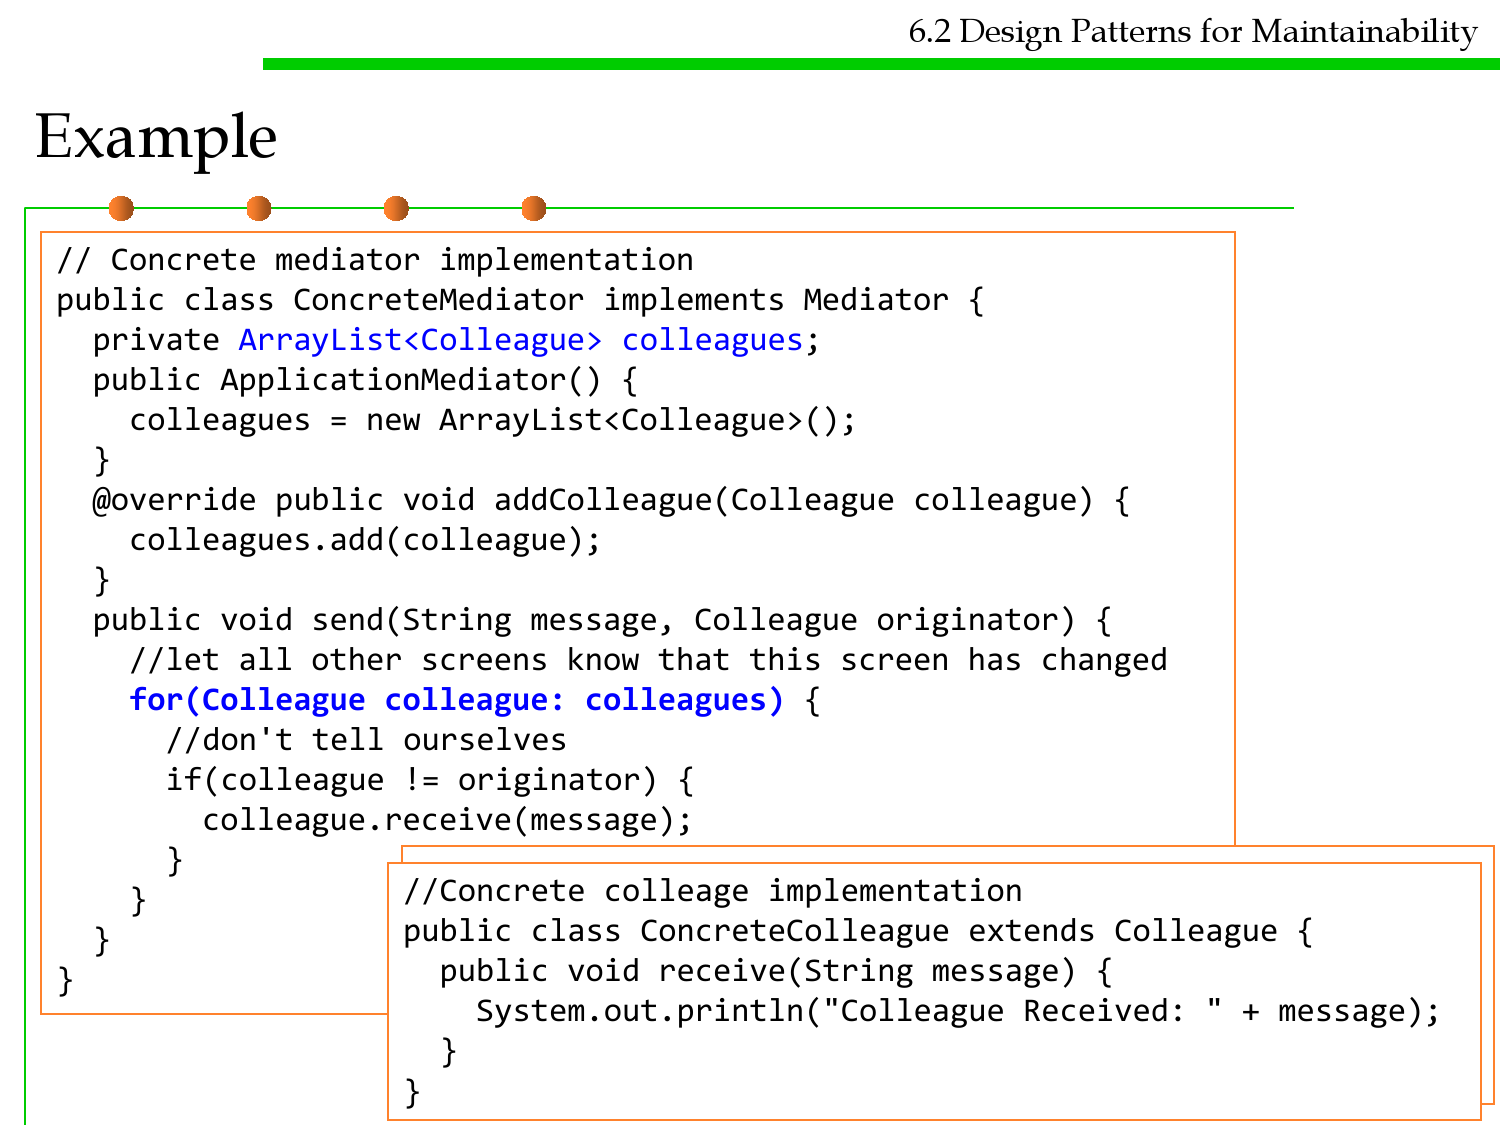 6.2 Design Patterns for Maintainability
Example
// Concrete mediator implementation
public class ConcreteMediator implements Mediator {
  private ArrayList<Colleague> colleagues;
  public ApplicationMediator() {
    colleagues = new ArrayList<Colleague>();
  }
  @override public void addColleague(Colleague colleague) {
    colleagues.add(colleague);
  }
  public void send(String message, Colleague originator) {
    //let all other screens know that this screen has changed
    for(Colleague colleague: colleagues) {
      //don't tell ourselves
      if(colleague != originator) {
        colleague.receive(message);
      }
    }
  }
}
//Concrete colleage implementation
public class ConcreteColleague extends Colleague {
  public void receive(String message) {
    System.out.println("Colleague Received: " + message);
  }
}